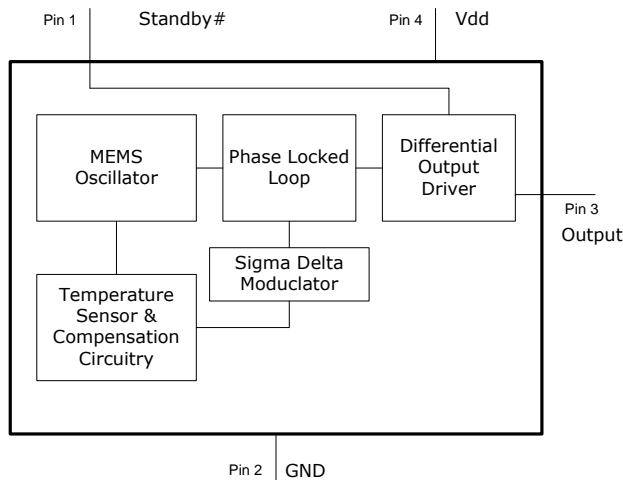 Pin 1 Standby# Pin 4 Vdd
MEMS
Oscillator
Phase Locked
Loop
Differential
Output
Driver
Pin 3
Output
Sigma Delta
Moduclator
Temperature
Sensor &
Compensation
Circuitry
Pin 2 GND